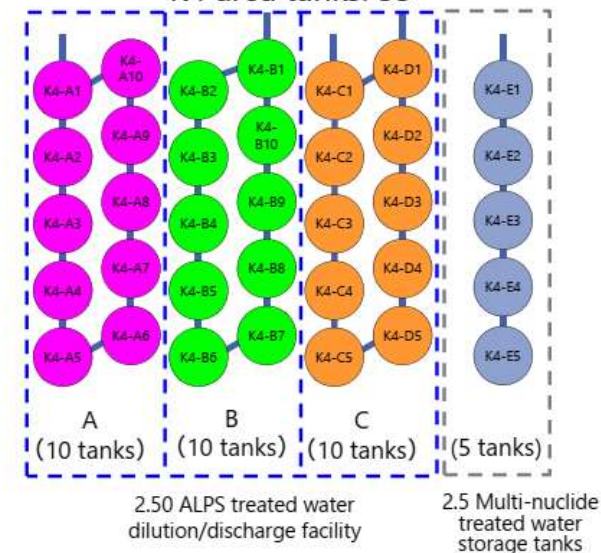 K4-A1
K4-
A10
K4-A2
K4-A9
K4-A3
K4-A8
K4-A4
K4-A7
K4-A5
K4-A6
A
(10 tanks)
K4-B2
K4-B1
K4-B3
K4-
B10
K4-B4
K4-B9
K4-B5
K4-B8
K4-B6
K4-B7
B
(10 tanks)
K4-C1
K4-D1
K4-C2
K4-D2
K4-C3
K4-D3
K4-C4
K4-D4
K4-C5
K4-D5
C
(10 tanks)
K4-E1
K4-E2
K4-E3
K4-E4
K4-E5
(5 tanks)
2.50 ALPS treated water
dilution/discharge facility
2.5 Multi-nuclide
treated water
storage tanks